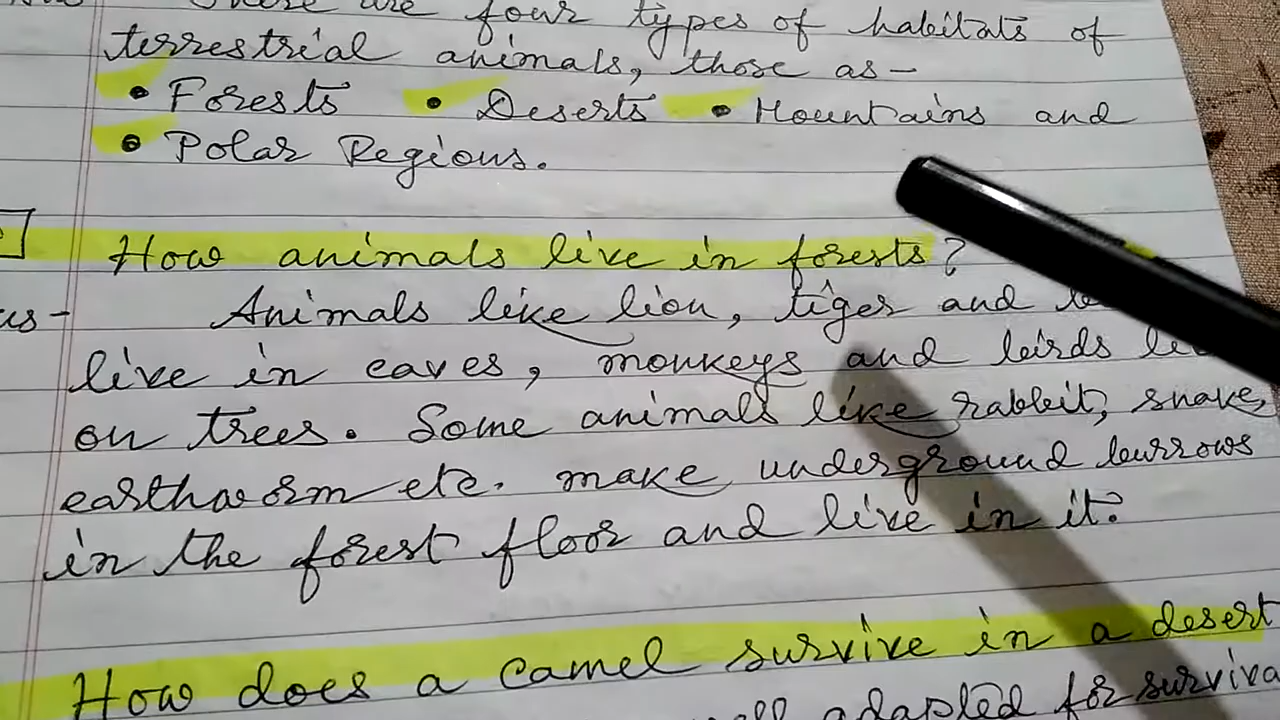 There are four types of habitats of
terrestrial animals, those as-
• Forests • Deserts • Mountains and
• Polar Regions.
How animals live in forests?
Ans- Animals like lion, tiger and
live in caves, monkeys and birds
on trees. Some animals like rabbit, snake,
earthworm etc. make underground burrows
in the forest floor and live in it.
How does a camel survive in a desert
adapted for